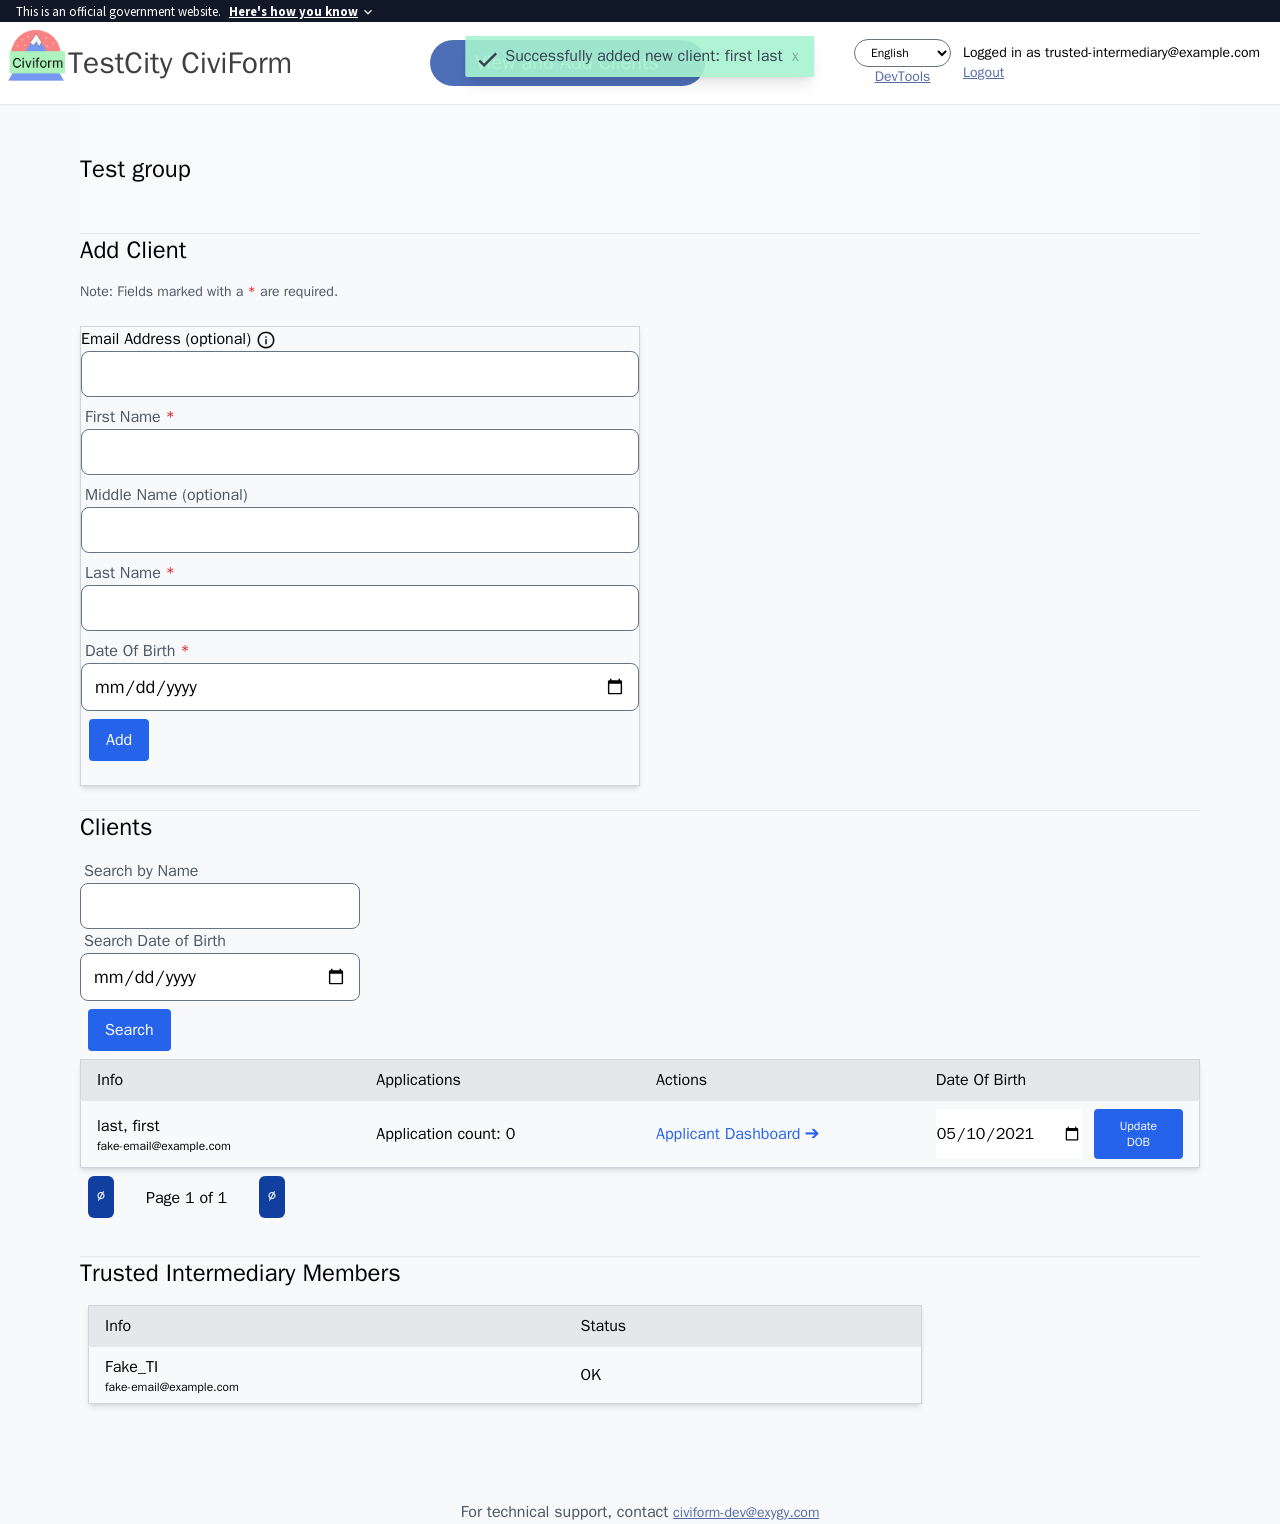 This is an official government website. Here's how you know
Civiform
TestCity CiviForm
Successfully added new client: first last x
English
Logged in as trusted-intermediary@example.com
DevTools
Logout
Test group
Add Client
Note: Fields marked with a * are required.
Email Address (optional)
First Name *
Middle Name (optional)
Last Name *
Date Of Birth *
mm/dd/yyyy
Add
Clients
Search by Name
Search Date of Birth
mm/dd/yyyy
Search
Info Applications Actions Date Of Birth
last, first
fake-email@example.com
Application count: 0
Applicant Dashboard ➔
05/10/2021
Update
DOB
Page 1 of 1
Trusted Intermediary Members
Info Status
Fake_TI
fake-email@example.com
OK
For technical support, contact civiform-dev@exygy.com